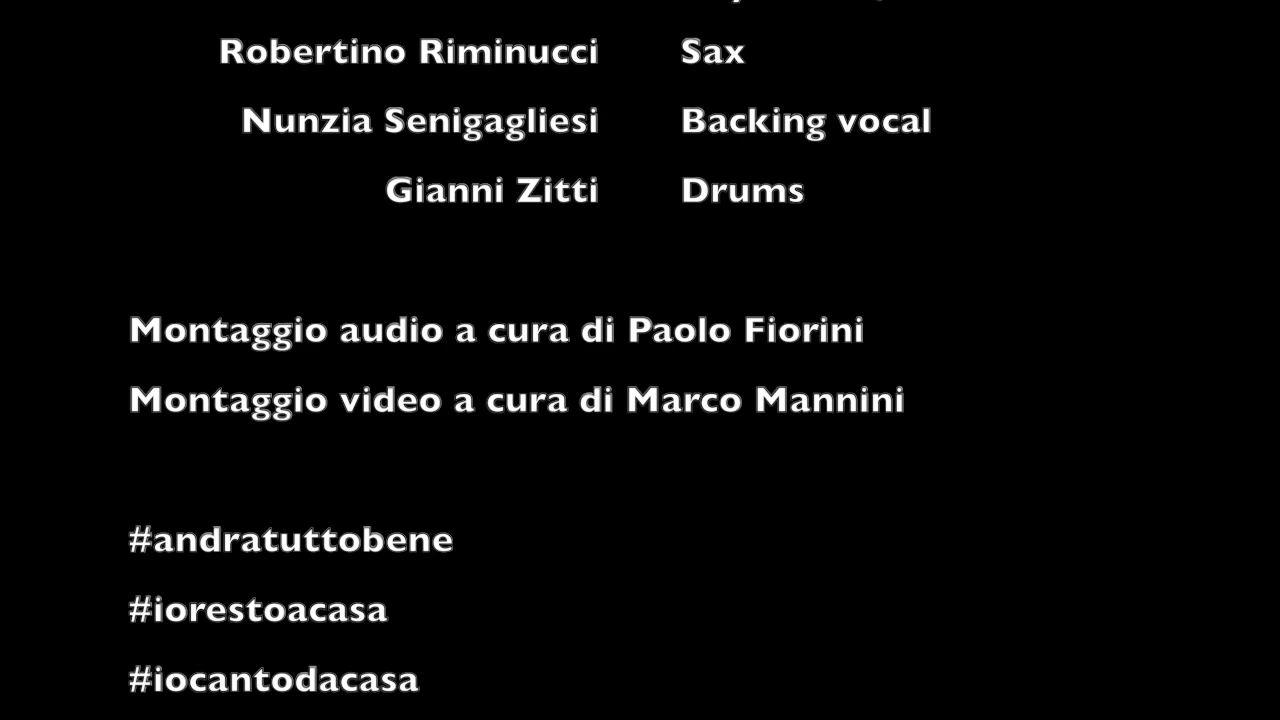 Robertino Riminucci Sax
Nunzia Senigagliesi Backing vocal
Gianni Zitti Drums
Montaggio audio a cura di Paolo Fiorini
Montaggio video a cura di Marco Mannini
#andratuttobene
#iorestoacasa
#iocantodacasa